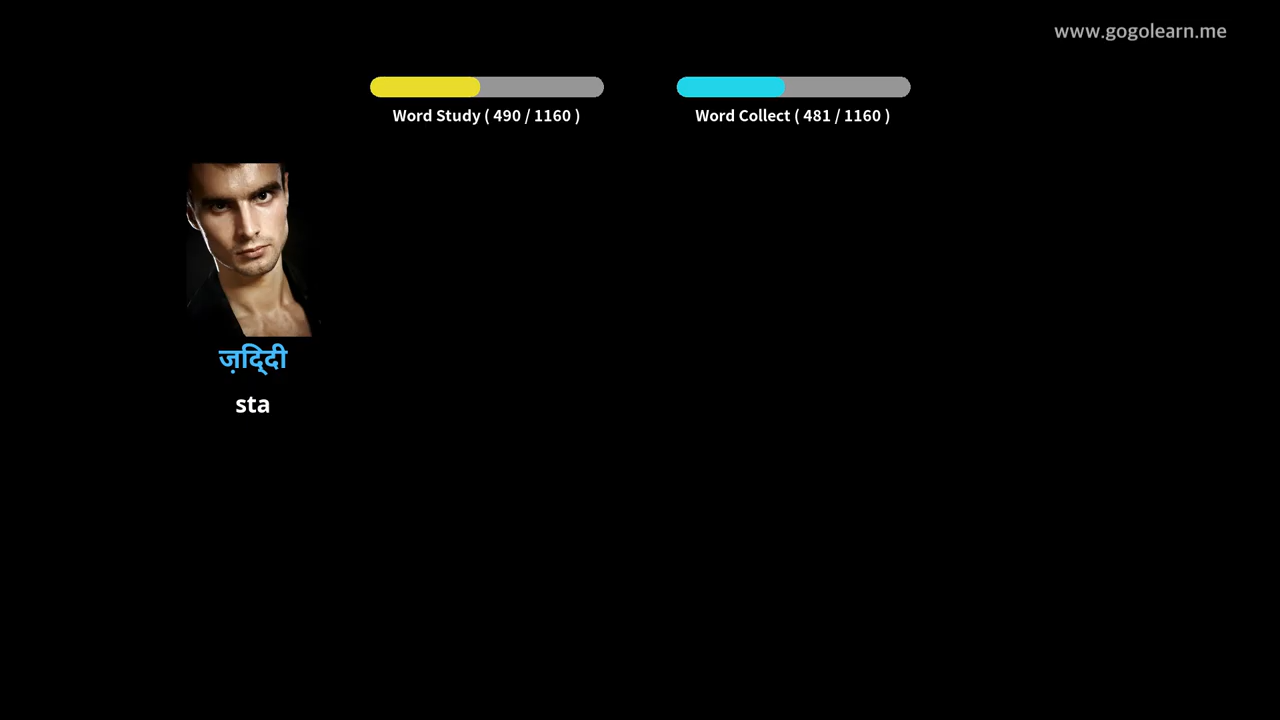 www.gogolearn.me
Word Study ( 490 / 1160 )
Word Collect ( 481 / 1160 )
ज़िद्दी
sta